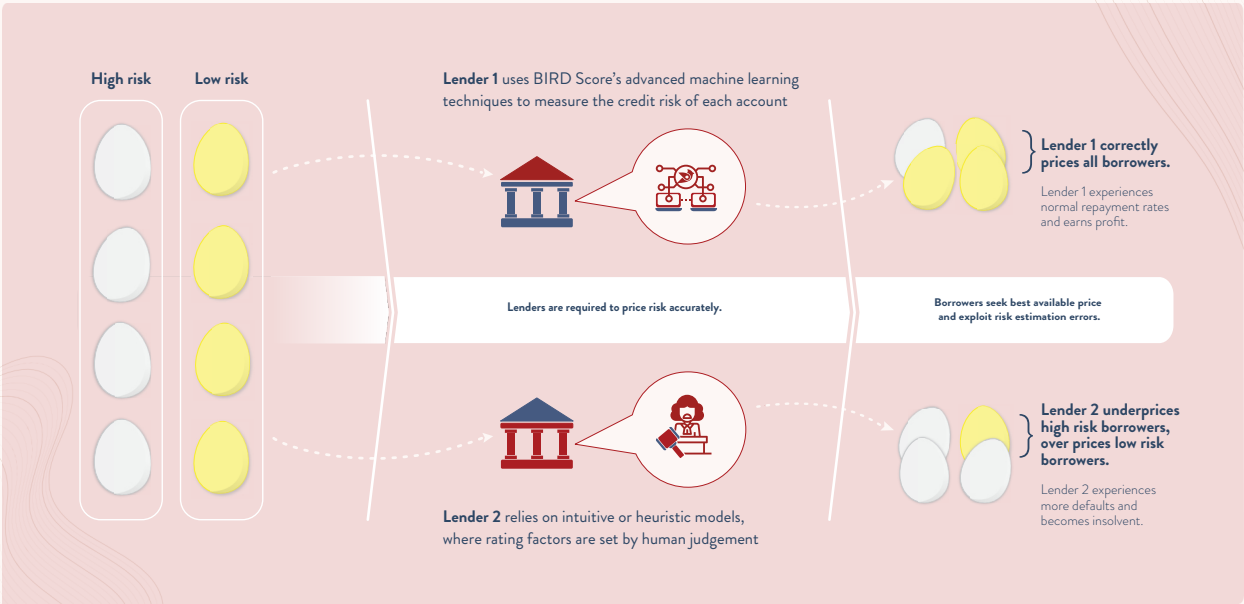 High risk
Low risk
Lender 1 uses BIRD Score's advanced machine learning
techniques to measure the credit risk of each account
Lender 1 correctly
prices all borrowers.
Lender 1 experiences
normal repayment rates
and earns profit.
Lenders are required to price risk accurately.
Borrowers seek best available price
and exploit risk estimation errors.
Lender 2 underprices
high risk borrowers,
over prices low risk
borrowers.
Lender 2 experiences
more defaults and
becomes insolvent.
Lender 2 relies on intuitive or heuristic models,
where rating factors are set by human judgement